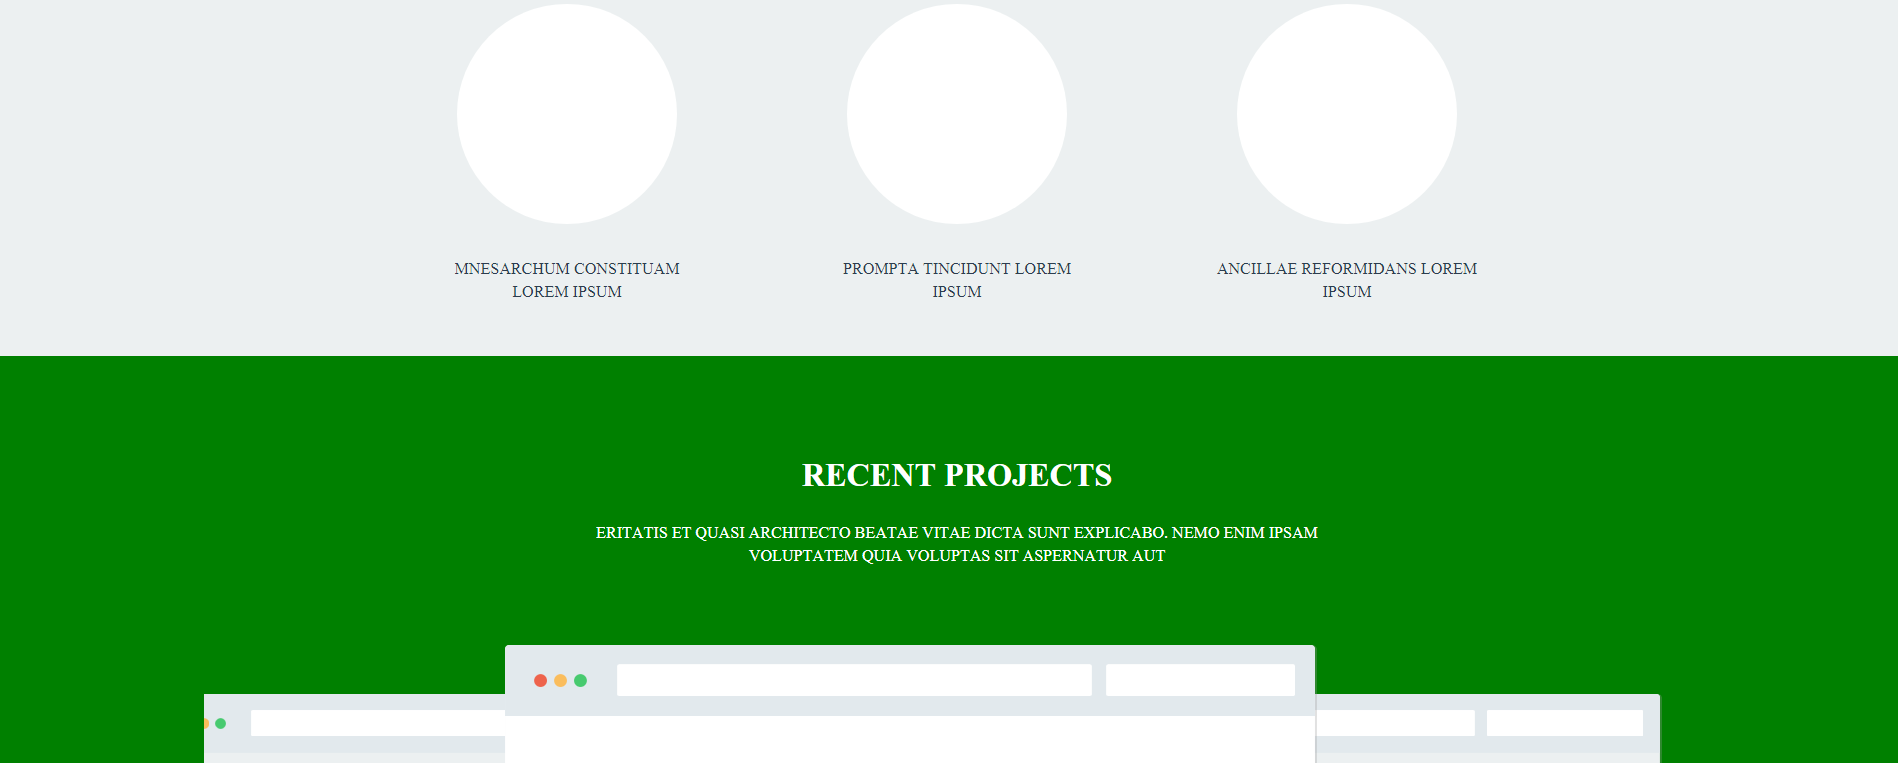 MNESARCHUM CONSTITUAM
LOREM IPSUM
PROMPTA TINCIDUNT LOREM
IPSUM
ANCILLAE REFORMIDANS LOREM
IPSUM
RECENT PROJECTS
ERITATIS ET QUASI ARCHITECTO BEATAE VITAE DICTA SUNT EXPLICABO. NEMO ENIM IPSAM
VOLUPTATEM QUIA VOLUPTAS SIT ASPERNATUR AUT